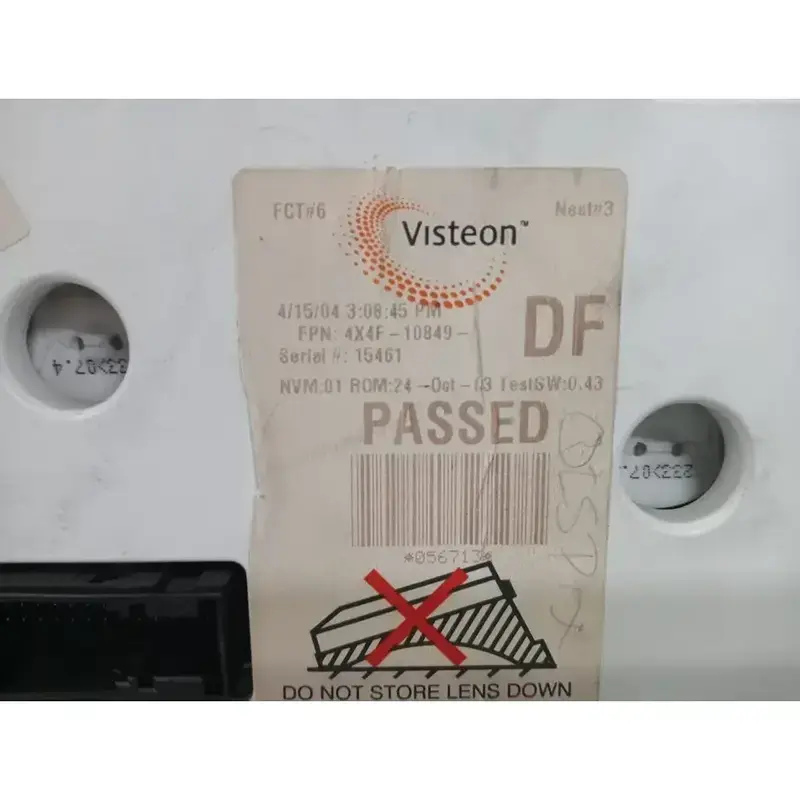 FCT#6
Nest#3
Visteon™
4/15/04 3:08:45 PM
FPN: 4X4F-10849-
DF
Serial #: 15461
NVM:01 ROM:24-Oct-03 TestSW:0.43
PASSED
*056713*
DO NOT STORE LENS DOWN